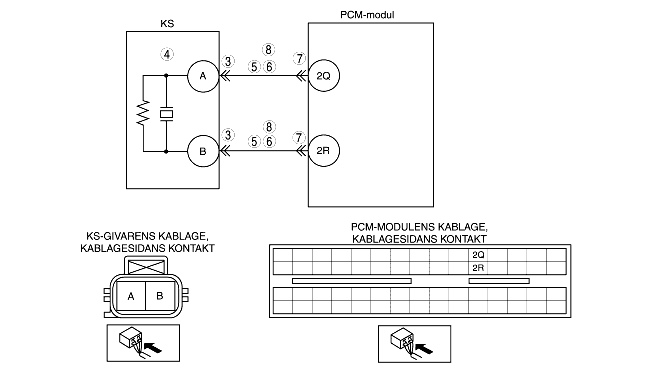 KS
PCM-modul
4
3
8
5 6
7
A
2Q
3
8
5 6
7
B
2R
KS-GIVARENS KABLAGE,
KABLAGESIDANS KONTAKT
A B
PCM-MODULENS KABLAGE,
KABLAGESIDANS KONTAKT
2Q
2R